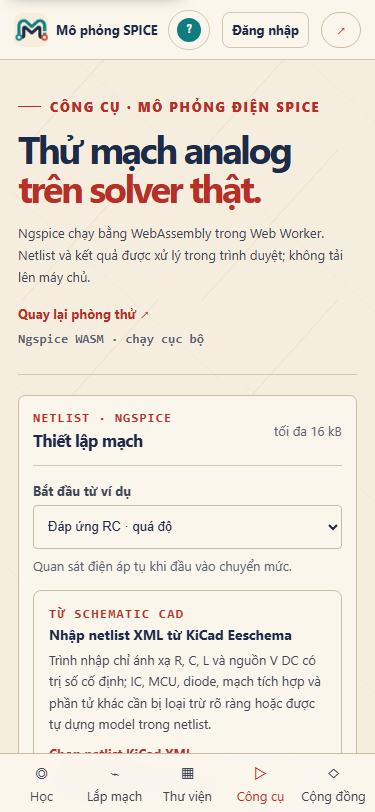 Mô phỏng SPICE
?
Đăng nhập
↗
CÔNG CỤ · MÔ PHỎNG ĐIỆN SPICE
Thử mạch analog
trên solver thật.
Ngspice chạy bằng WebAssembly trong Web Worker.
Netlist và kết quả được xử lý trong trình duyệt; không tải
lên máy chủ.
Quay lại phòng thử ↗
Ngspice WASM · chạy cục bộ
NETLIST · NGSPICE
Thiết lập mạch
tối đa 16 kB
Bắt đầu từ ví dụ
Đáp ứng RC · quá độ
Quan sát điện áp tụ khi đầu vào chuyển mức.
TỪ SCHEMATIC CAD
Nhập netlist XML từ KiCad Eeschema
Trình nhập chỉ ánh xạ R, C, L và nguồn V DC có
trị số cố định; IC, MCU, diode, mạch tích hợp và
phần tử khác cần bị loại trừ rõ ràng hoặc được
tự dựng model trong netlist.
Chọn netlist KiCad XML
Học
Lắp mạch
Thư viện
Công cụ
Cộng đồng